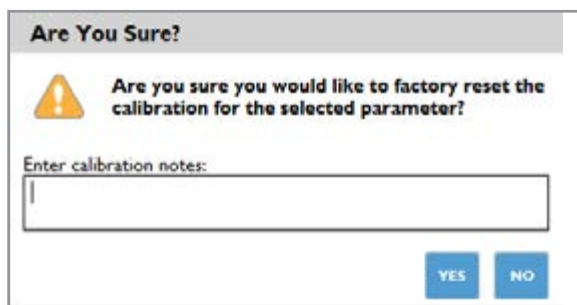 Are You Sure?
Are you sure you would like to factory reset the
calibration for the selected parameter?
Enter calibration notes:
YES NO